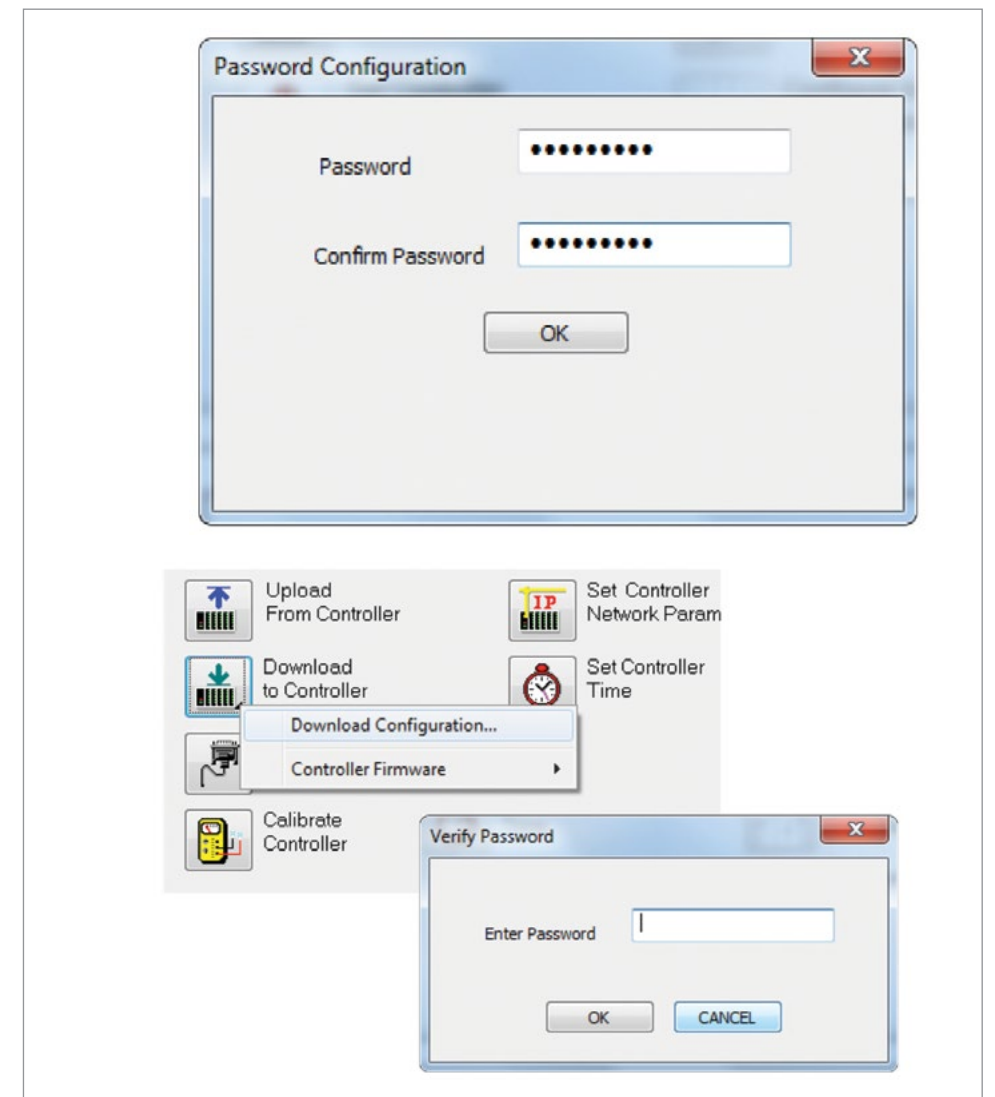 Password Configuration
x
Password
•••••••••
Confirm Password
•••••••••
OK
Upload
From Controller
Set Controller
Network Param
Download
to Controller
Set Controller
Time
Download Configuration...
Controller Firmware
Calibrate
Controller
IP
Verify Password
x
Enter Password
OK
CANCEL